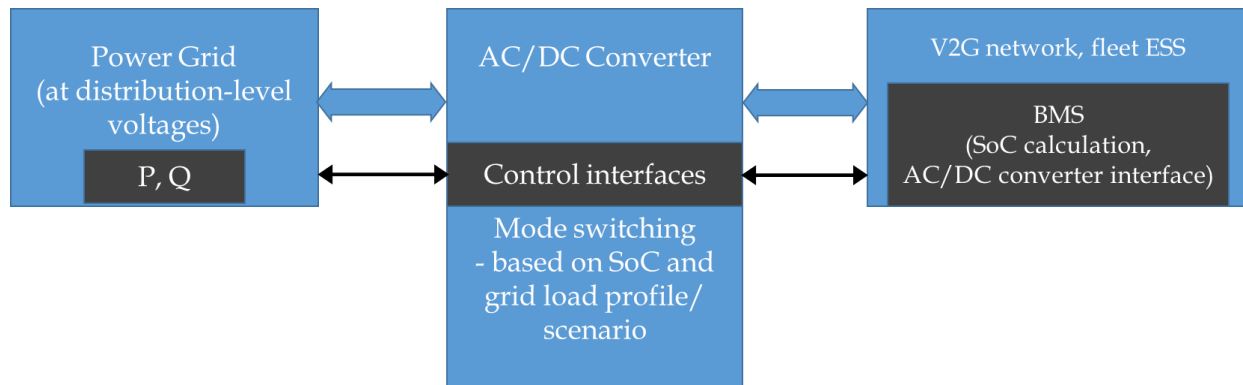 Power Grid
(at distribution-level
voltages)
P, Q
AC/DC Converter
Control interfaces
Mode switching
- based on SoC and
grid load profile/
scenario
V2G network, fleet ESS
BMS
(SoC calculation,
AC/DC converter interface)